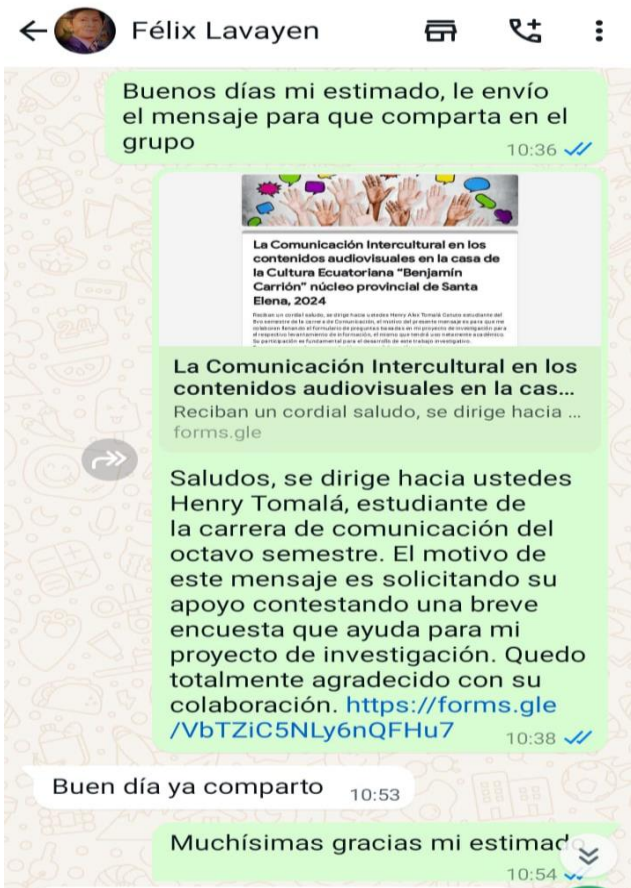 Félix Lavayen
Buenos días mi estimado, le envío
el mensaje para que comparta en el
grupo
10:36
La Comunicación Intercultural en los
contenidos audiovisuales en la casa de
la Cultura Ecuatoriana "Benjamín
Carrión" núcleo provincial de Santa
Elena, 2024
La Comunicación Intercultural en los
contenidos audiovisuales en la cas...
Reciban un cordial saludo, se dirige hacia ...
forms.gle
Saludos, se dirige hacia ustedes
Henry Tomalá, estudiante de
la carrera de comunicación del
octavo semestre. El motivo de
este mensaje es solicitando su
apoyo contestando una breve
encuesta que ayuda para mi
proyecto de investigación. Quedo
totalmente agradecido con su
colaboración. https://forms.gle
/VbTZiC5NLy6nQFHu7
10:38
Buen día ya comparto
10:53
Muchísimas gracias mi estimad
10:54